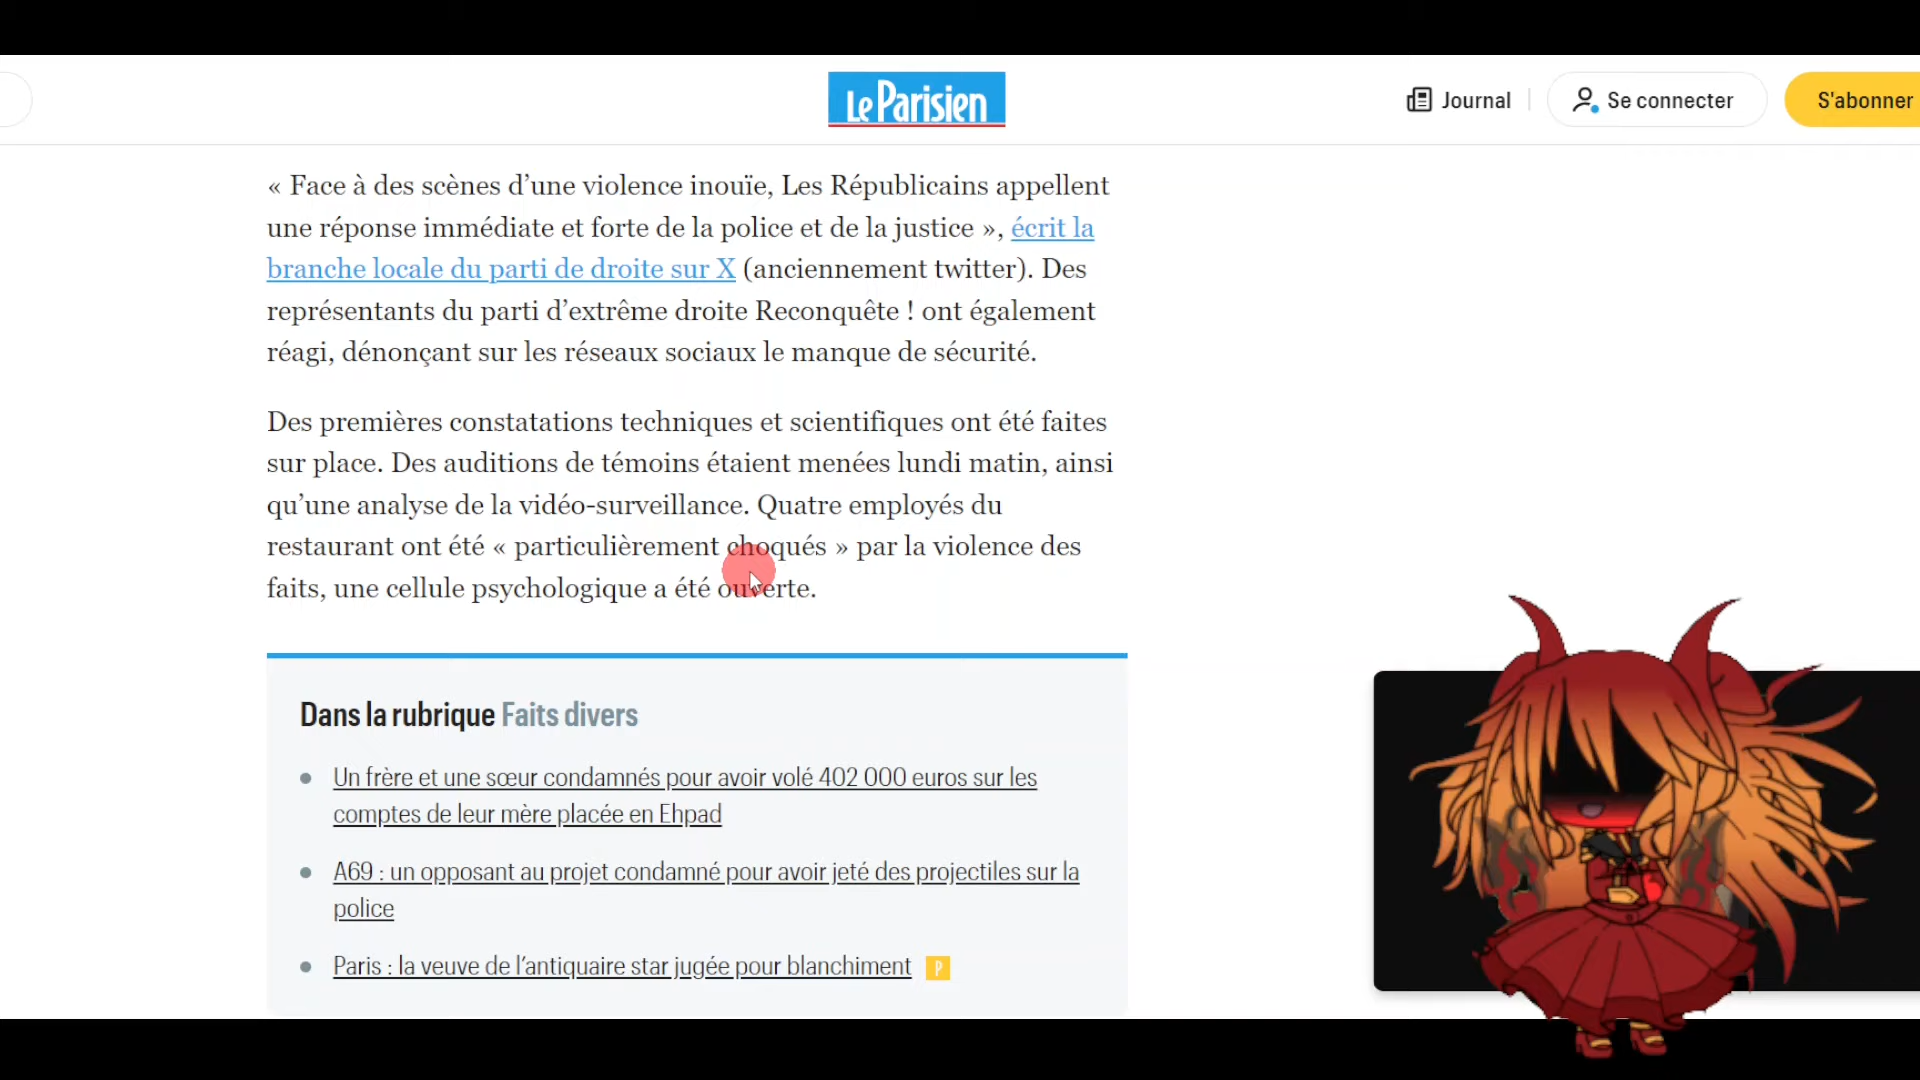 Le Parisien
Journal
Se connecter
S'abonner
« Face à des scènes d’une violence inouïe, Les Républicains appellent
une réponse immédiate et forte de la police et de la justice », écrit la
branche locale du parti de droite sur X (anciennement twitter). Des
représentants du parti d’extrême droite Reconquête ! ont également
réagi, dénonçant sur les réseaux sociaux le manque de sécurité.
Des premières constatations techniques et scientifiques ont été faites
sur place. Des auditions de témoins étaient menées lundi matin, ainsi
qu’une analyse de la vidéo-surveillance. Quatre employés du
restaurant ont été « particulièrement choqués » par la violence des
faits, une cellule psychologique a été ouverte.
Dans la rubrique Faits divers
Un frère et une sœur condamnés pour avoir volé 402 000 euros sur les
comptes de leur mère placée en Ehpad
A69 : un opposant au projet condamné pour avoir jeté des projectiles sur la
police
Paris : la veuve de l’antiquaire star jugée pour blanchiment P